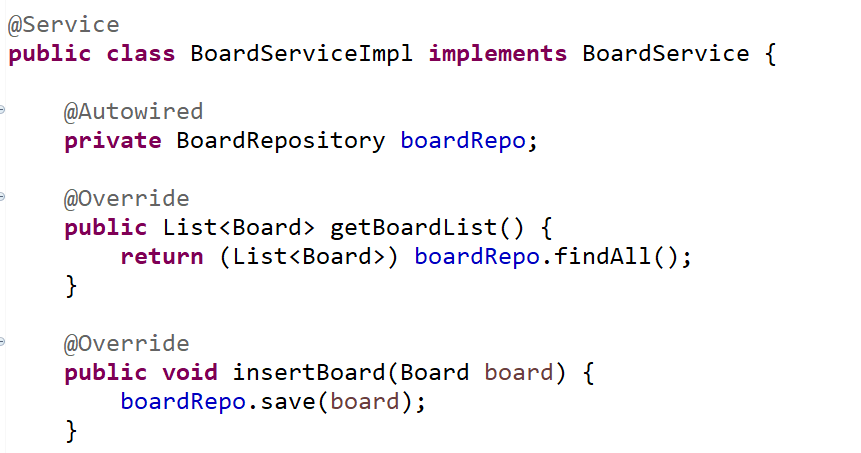 @Service
public class BoardServiceImpl implements BoardService {
@Autowired
private BoardRepository boardRepo;
@Override
public List<Board> getBoardList() {
return (List<Board>) boardRepo.findAll();
}
@Override
public void insertBoard(Board board) {
boardRepo.save(board);
}